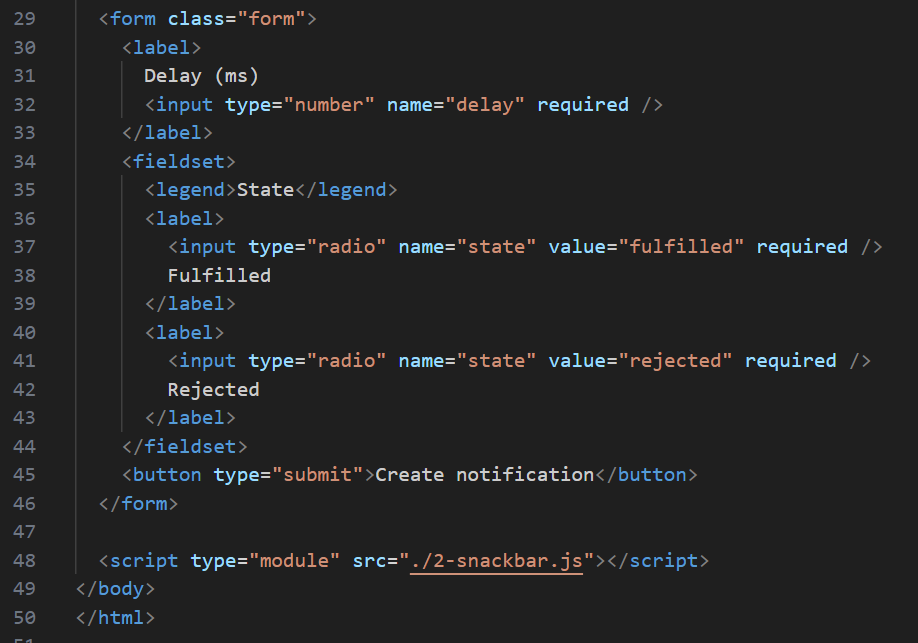 29 <form class="form">
30 <label>
31 Delay (ms)
32 <input type="number" name="delay" required />
33 </label>
34 <fieldset>
35 <legend>State</legend>
36 <label>
37 <input type="radio" name="state" value="fulfilled" required />
38 Fulfilled
39 </label>
40 <label>
41 <input type="radio" name="state" value="rejected" required />
42 Rejected
43 </label>
44 </fieldset>
45 <button type="submit">Create notification</button>
46 </form>
47
48 <script type="module" src="./2-snackbar.js"></script>
49 </body>
50 </html>
51